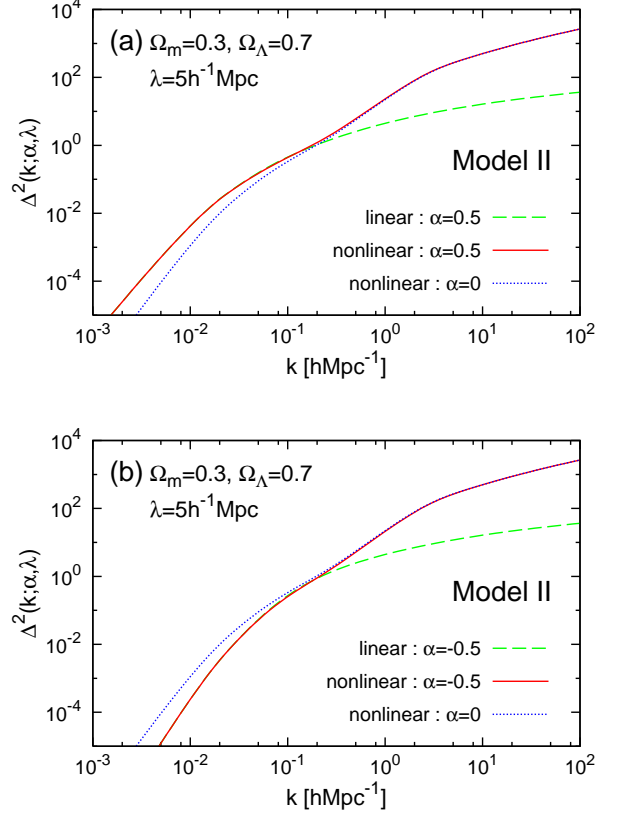 10^4
10^2
10^0
10^-2
10^-4
Δ^2(k;α,λ)
(a) Ω_m=0.3, Ω_Λ=0.7
λ=5h^-1Mpc
Model II
linear : α=0.5
nonlinear : α=0.5
nonlinear : α=0
10^-3 10^-2 10^-1 10^0 10^1 10^2
k [hMpc^-1]
10^4
10^2
10^0
10^-2
10^-4
Δ^2(k;α,λ)
(b) Ω_m=0.3, Ω_Λ=0.7
λ=5h^-1Mpc
Model II
linear : α=-0.5
nonlinear : α=-0.5
nonlinear : α=0
10^-3 10^-2 10^-1 10^0 10^1 10^2
k [hMpc^-1]